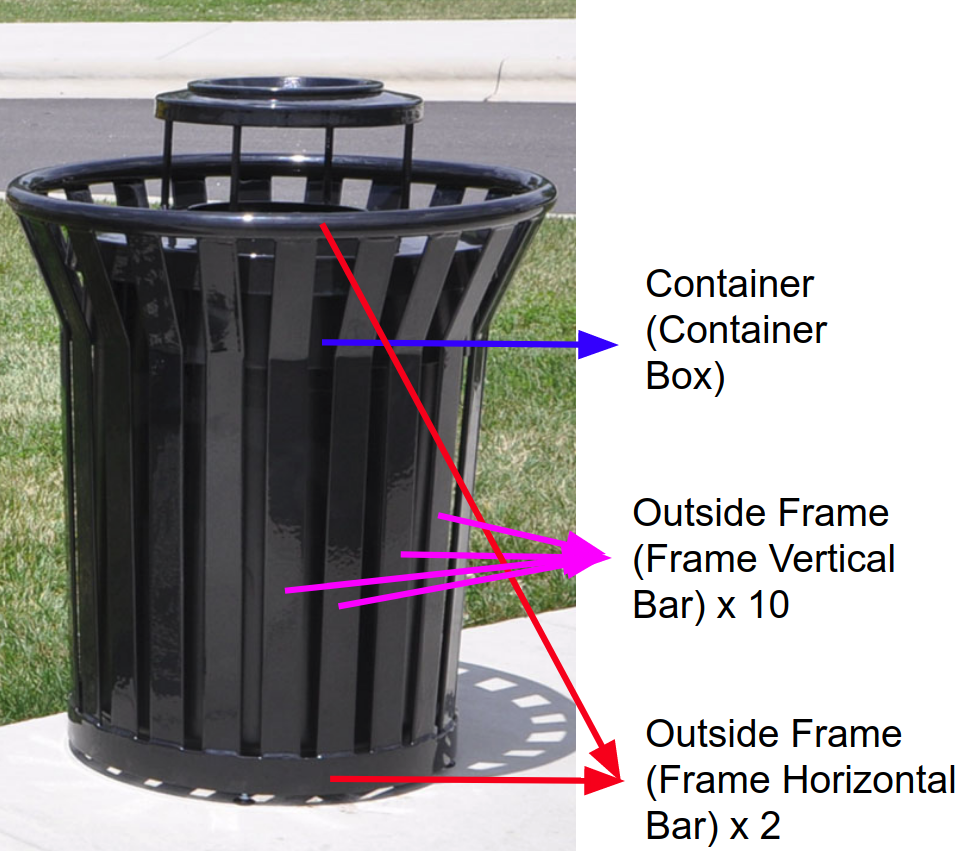 Container
(Container
Box)
Outside Frame
(Frame Vertical
Bar) x 10
Outside Frame
(Frame Horizontal
Bar) x 2